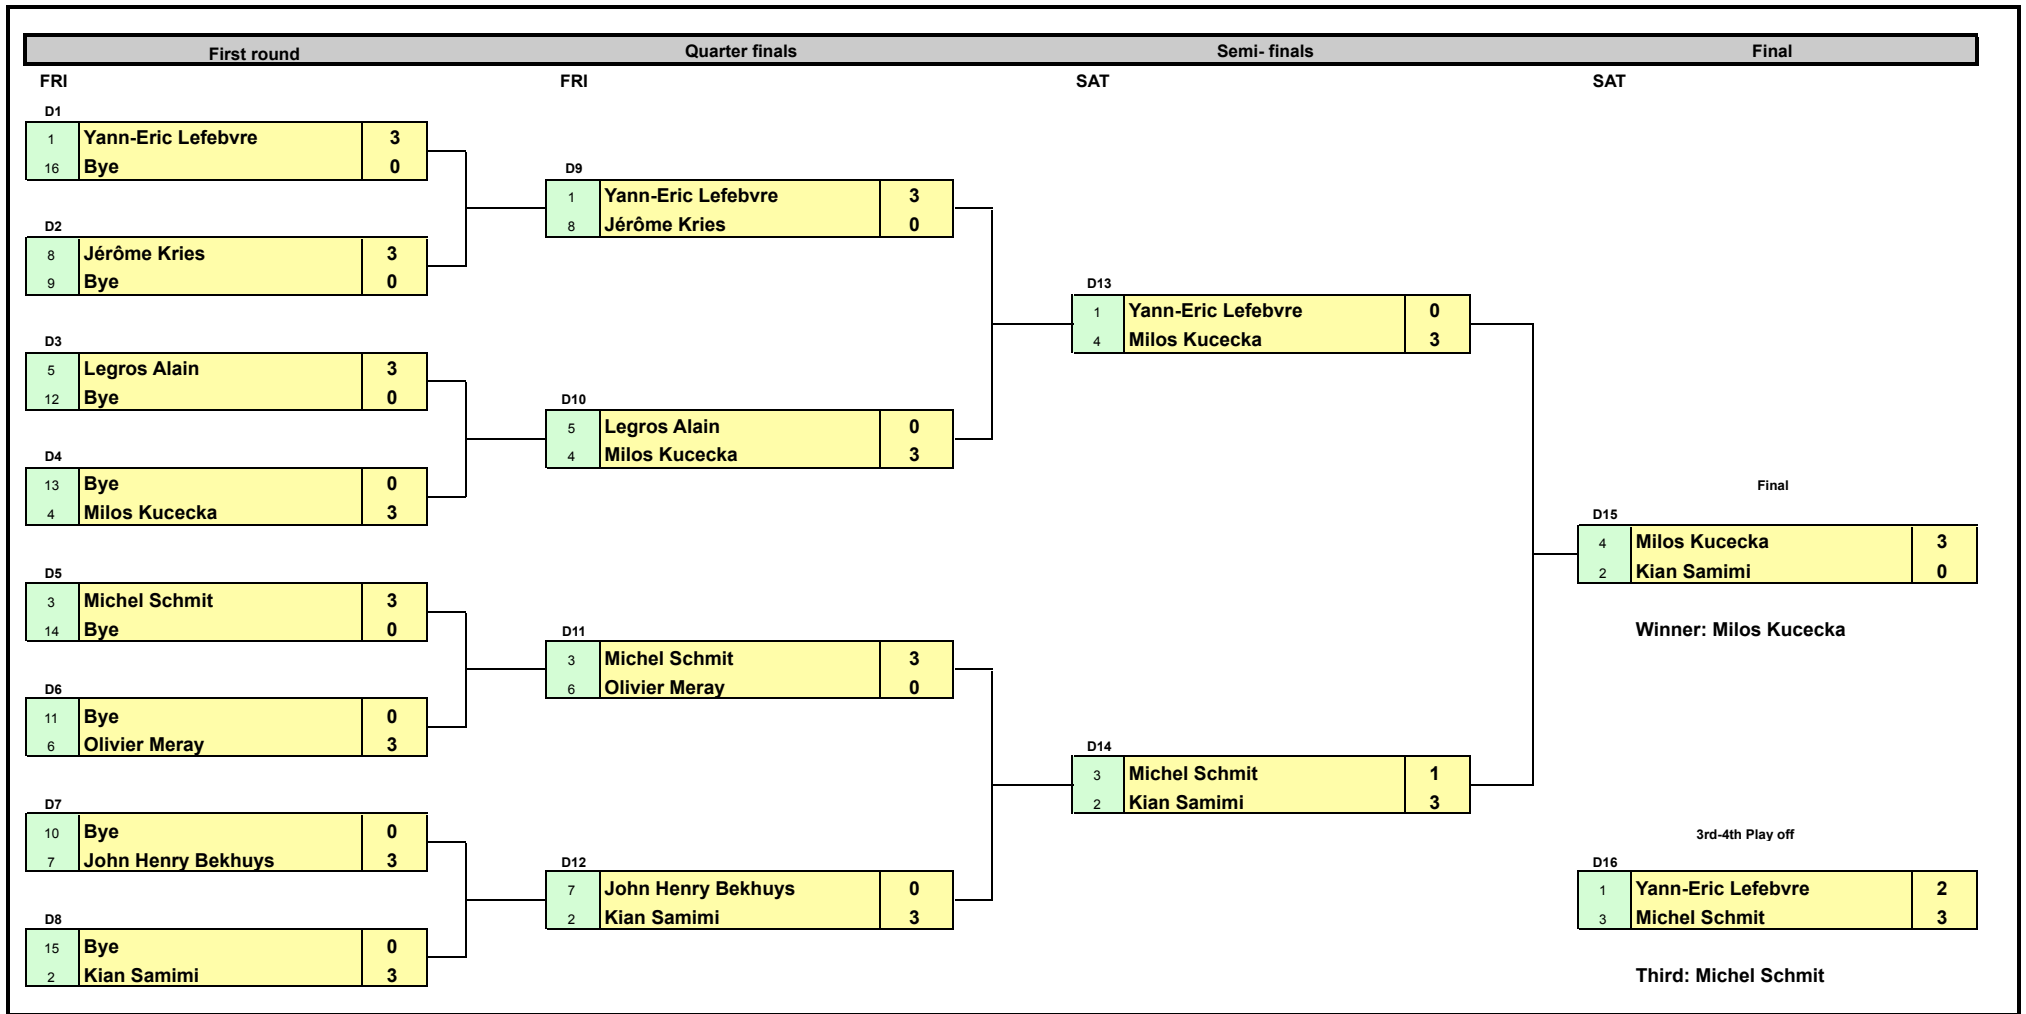 First round Quarter finals Semi- finals Final
FRI FRI SAT SAT
D1
1 Yann-Eric Lefebvre 3
16 Bye 0
D2
8 Jérôme Kries 3
9 Bye 0
D3
5 Legros Alain 3
12 Bye 0
D4
13 Bye 0
4 Milos Kucecka 3
D5
3 Michel Schmit 3
14 Bye 0
D6
11 Bye 0
6 Olivier Meray 3
D7
10 Bye 0
7 John Henry Bekhuys 3
D8
15 Bye 0
2 Kian Samimi 3
D9
1 Yann-Eric Lefebvre 3
8 Jérôme Kries 0
D10
5 Legros Alain 0
4 Milos Kucecka 3
D11
3 Michel Schmit 3
6 Olivier Meray 0
D12
7 John Henry Bekhuys 0
2 Kian Samimi 3
D13
1 Yann-Eric Lefebvre 0
4 Milos Kucecka 3
D14
3 Michel Schmit 1
2 Kian Samimi 3
Final
D15
4 Milos Kucecka 3
2 Kian Samimi 0
Winner: Milos Kucecka
3rd-4th Play off
D16
1 Yann-Eric Lefebvre 2
3 Michel Schmit 3
Third: Michel Schmit